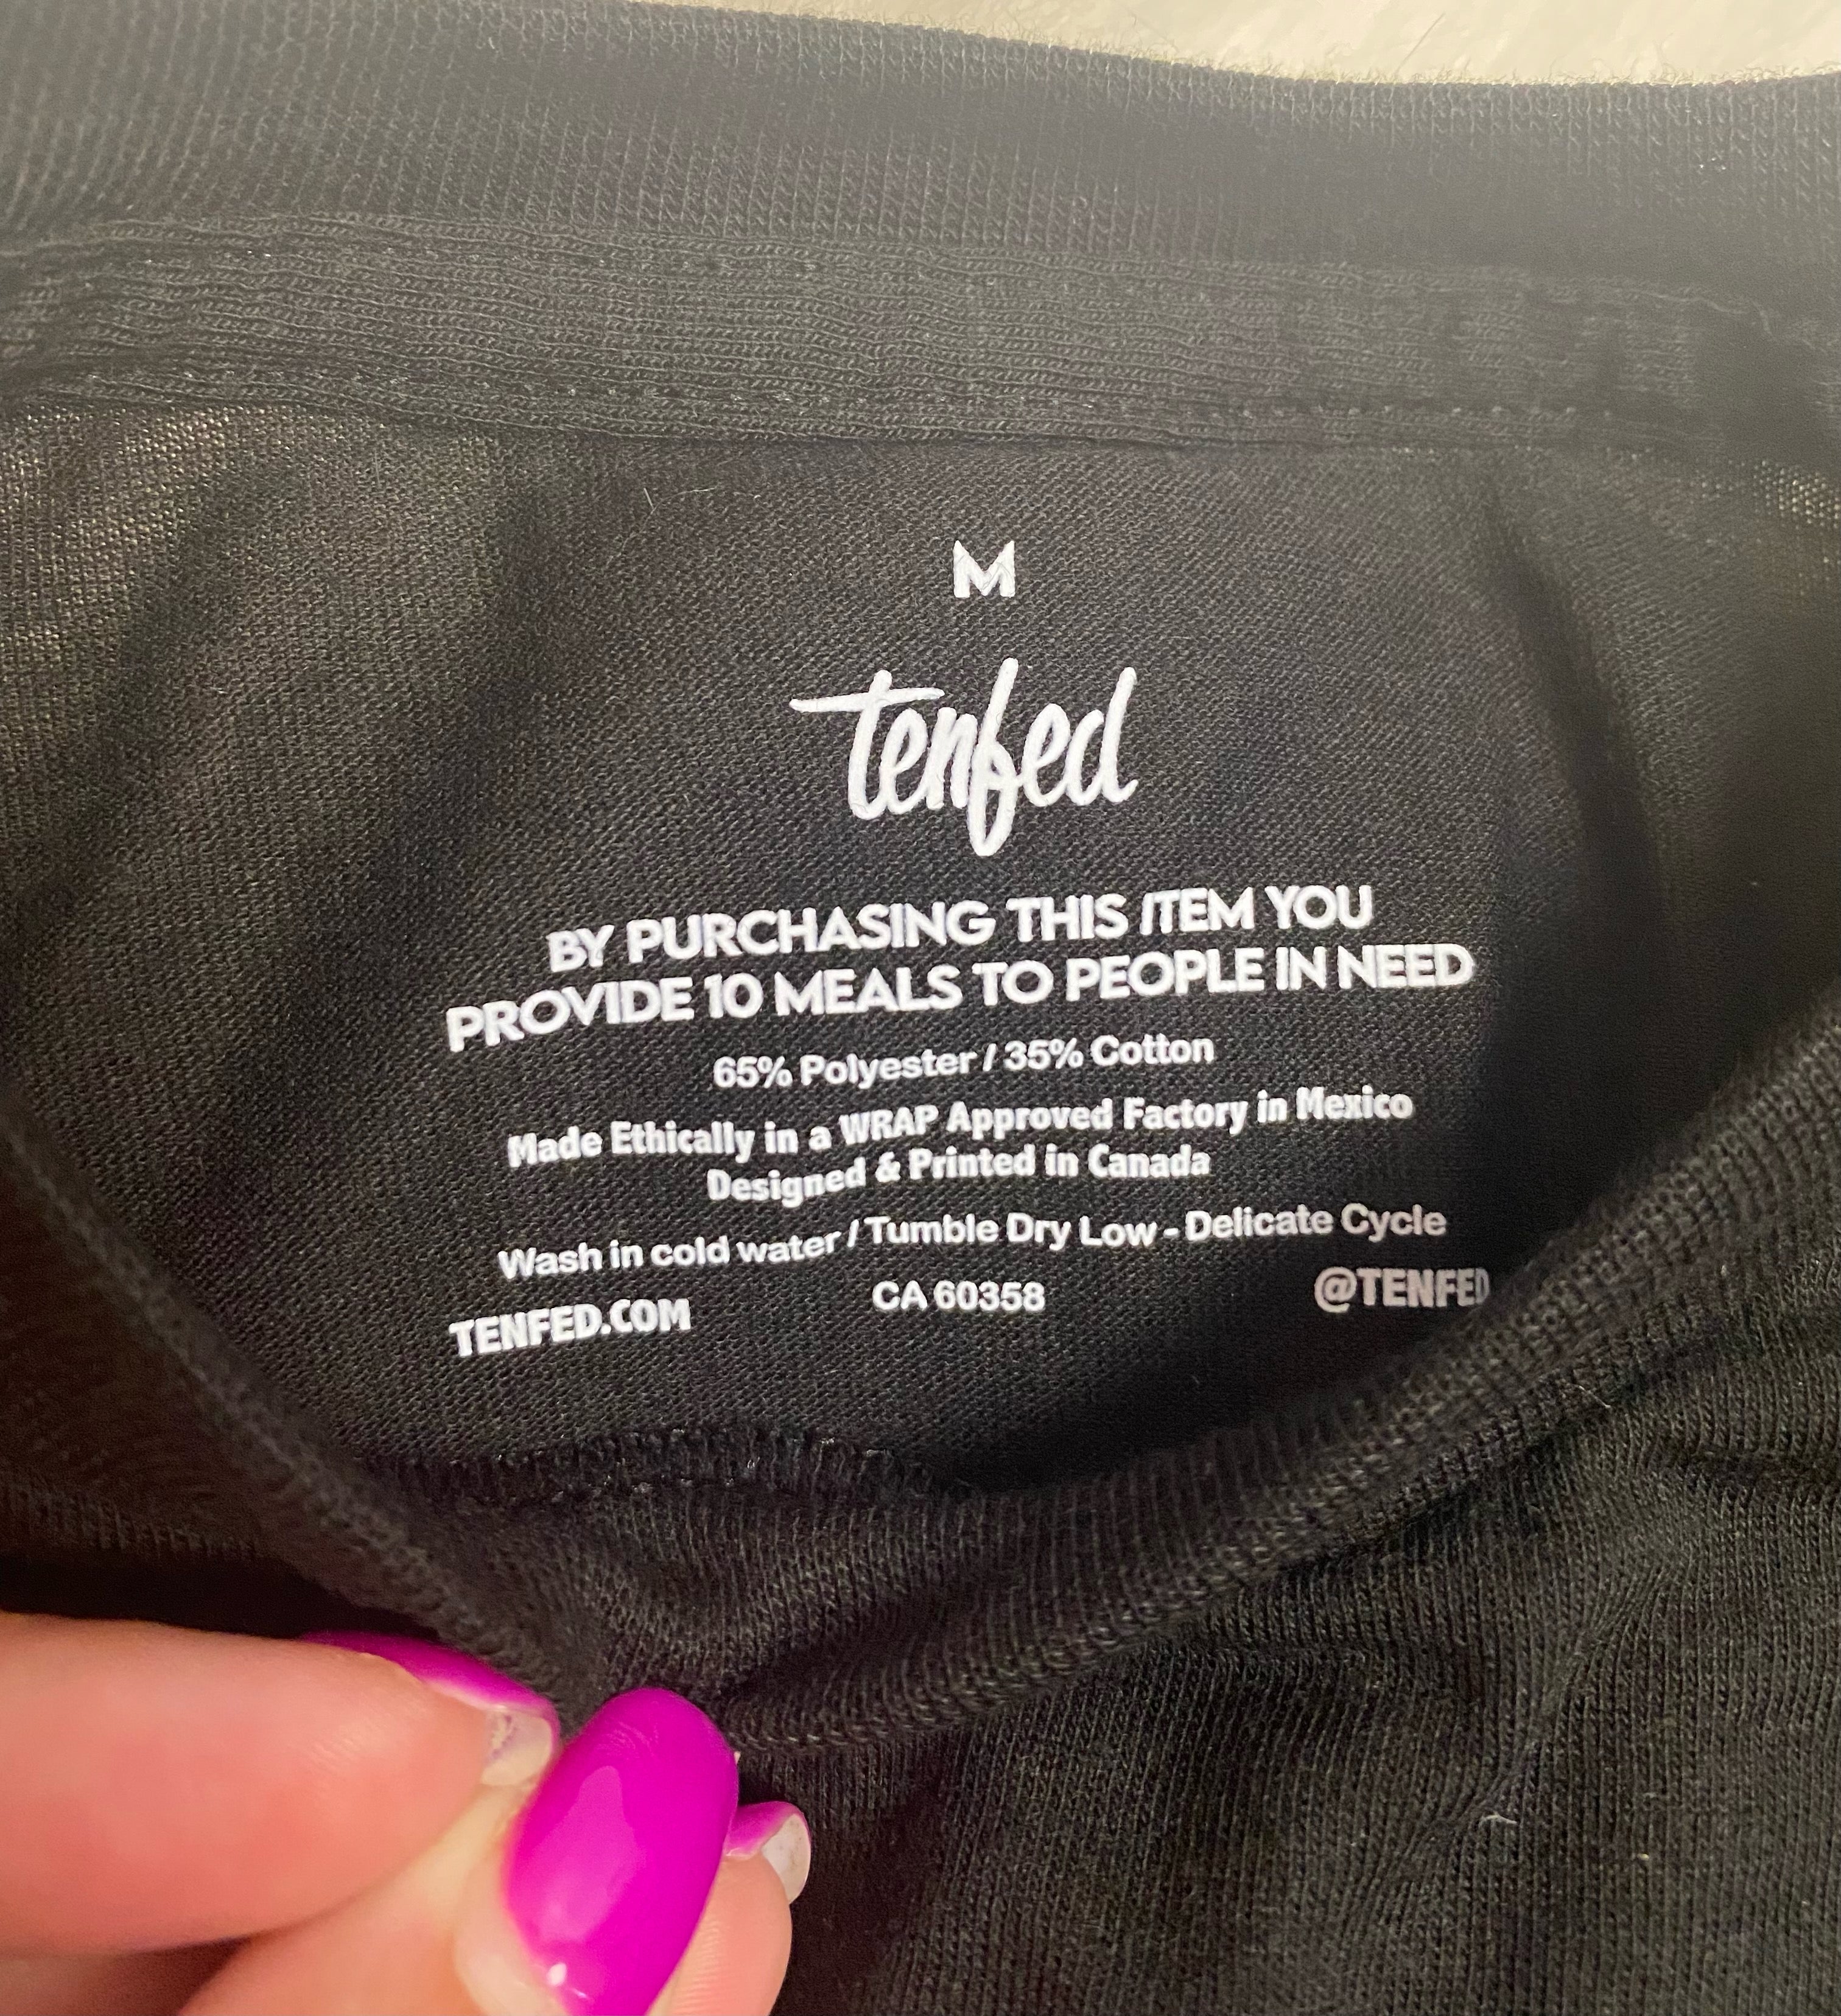 M
tenfed
BY PURCHASING THIS ITEM YOU
PROVIDE 10 MEALS TO PEOPLE IN NEED
65% Polyester / 35% Cotton
Made Ethically in a WRAP Approved Factory in Mexico
Designed & Printed in Canada
Wash in cold water / Tumble Dry Low - Delicate Cycle
TENFED.COM CA 60358 @TENFED